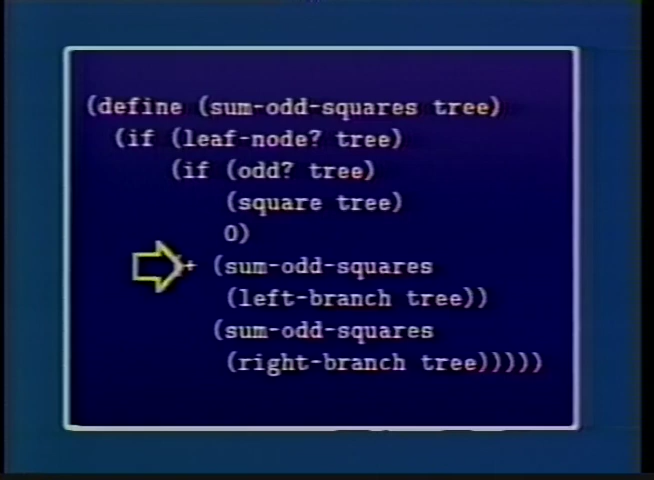 (define (sum-odd-squares tree)
(if (leaf-node? tree)
(if (odd? tree)
(square tree)
0)
+ (sum-odd-squares
(left-branch tree))
(sum-odd-squares
(right-branch tree)))))